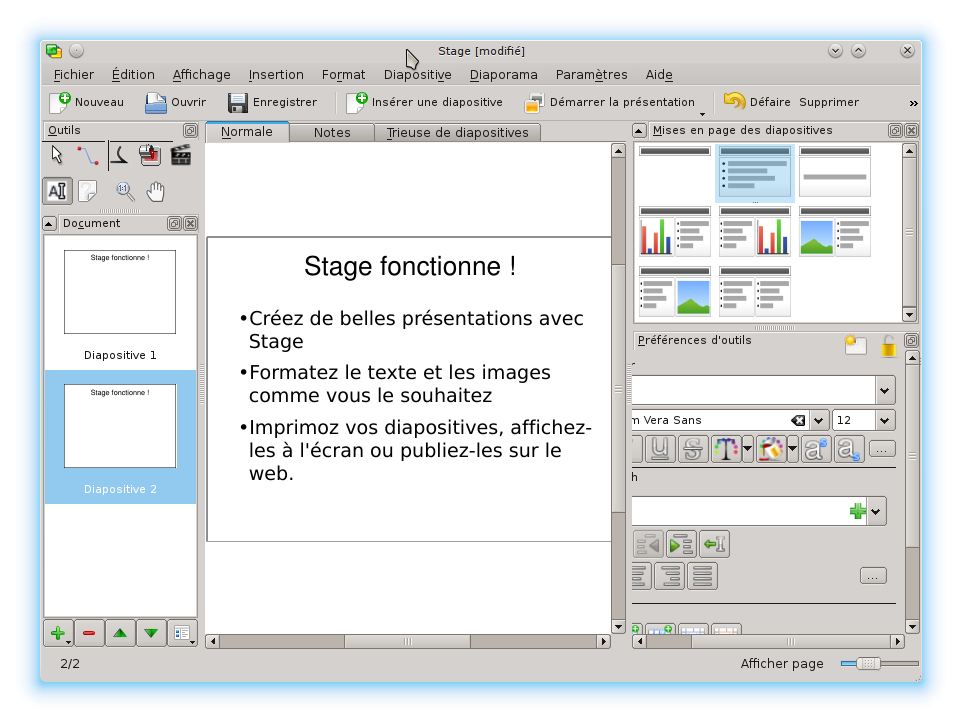 Stage [modifié]
Fichier Édition Affichage Insertion Format Diapositive Diaporama Paramètres Aide
Nouveau Ouvrir Enregistrer Insérer une diapositive Démarrer la présentation Défaire Supprimer »
Outils
Normale Notes Trieuse de diapositives
Mises en page des diapositives
1:1
Document
Stage fonctionne !
Diapositive 1
Stage fonctionne !
Diapositive 2
Stage fonctionne !
•Créez de belles présentations avec
Stage
•Formatez le texte et les images
comme vous le souhaitez
•Imprimoz vos diapositives, affichez-
les à l'écran ou publiez-les sur le
web.
Préférences d'outils
r
m Vera Sans 12
...
h
...
2/2
Afficher page